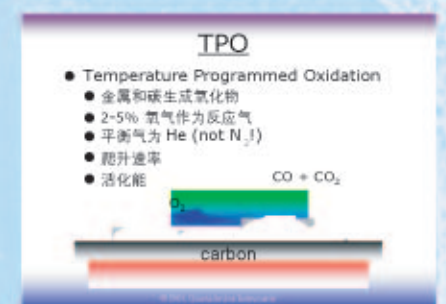 TPO
● Temperature Programmed Oxidation
● 金属和碳生成氧化物
● 2-5% 氧气作为反应气
● 平衡气为 He (not N₂!)
● 爬升速率
● 活化能
CO + CO₂
O₂
carbon